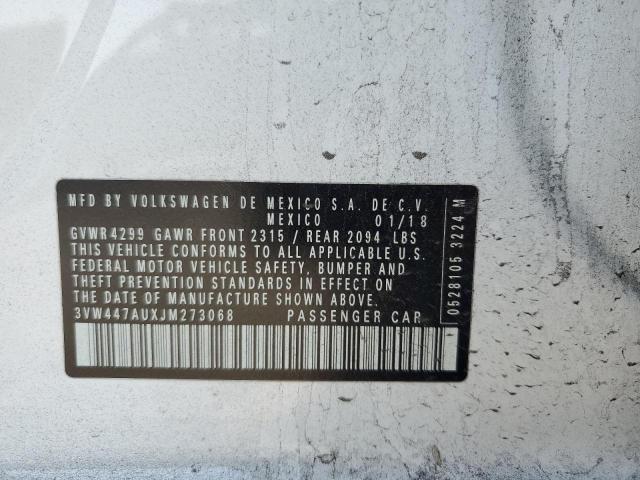 MFD BY VOLKSWAGEN DE MEXICO S.A. DE C.V.
MEXICO 01/18
GVWR 4299 GAWR FRONT 2315 / REAR 2094 LBS
THIS VEHICLE CONFORMS TO ALL APPLICABLE U.S.
FEDERAL MOTOR VEHICLE SAFETY, BUMPER AND
THEFT PREVENTION STANDARDS IN EFFECT ON
THE DATE OF MANUFACTURE SHOWN ABOVE.
3VW447AUXJM273068 PASSENGER CAR
0528105 3224 M